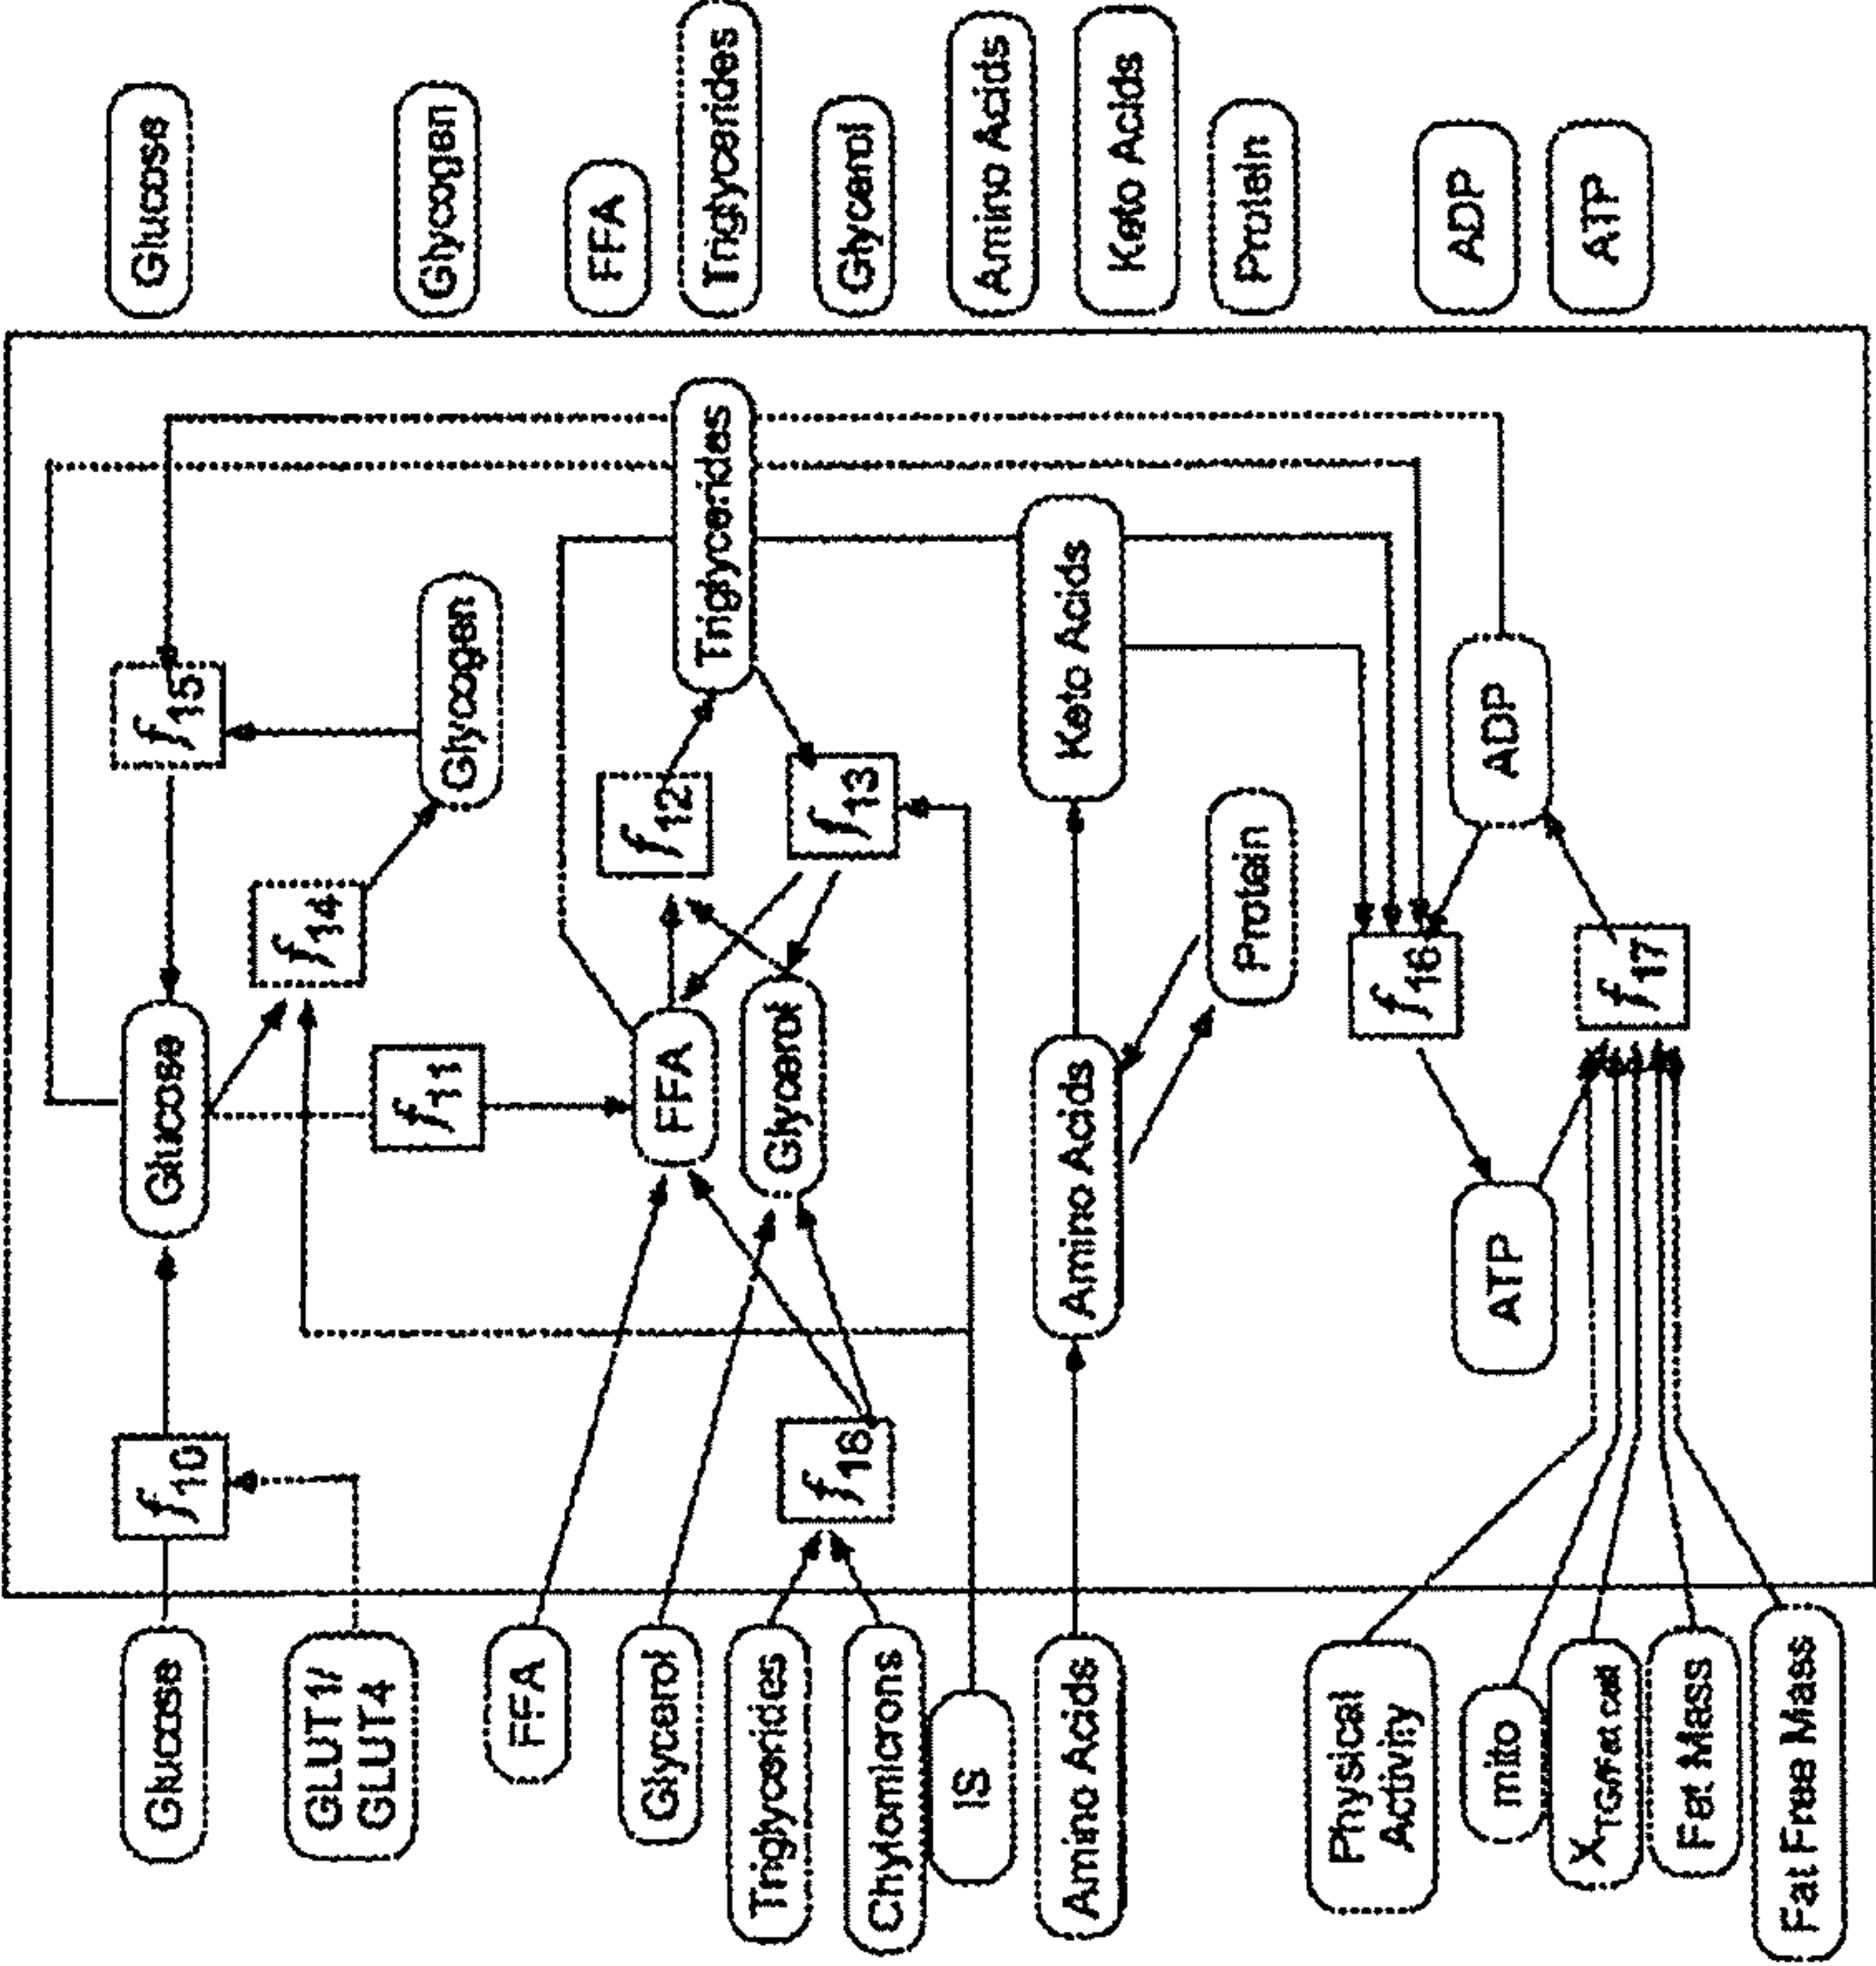 Glucose
GLUT1/
GLUT4
FFA
Glycerol
Triglycerides
Chylomicrons
IS
Amino Acids
Physical
Activity
mito
XTG/Fat cell
Fat Mass
Fat Free Mass
f10
Glucose
f14
f15
Glycogen
f11
FFA
Glycerol
f18
f12
f13
Triglycerides
Amino Acids
Keto Acids
Protein
f16
ATP
ADP
f17
Glucose
Glycogen
FFA
Triglycerides
Glycerol
Amino Acids
Keto Acids
Protein
ADP
ATP